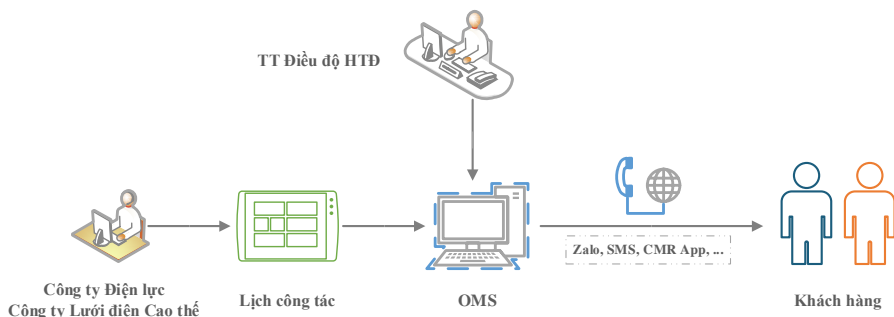 TT Điều độ HTĐ
Zalo, SMS, CMR App, ...
Công ty Điện lực
Công ty Lưới điện Cao thế
Lịch công tác
OMS
Khách hàng